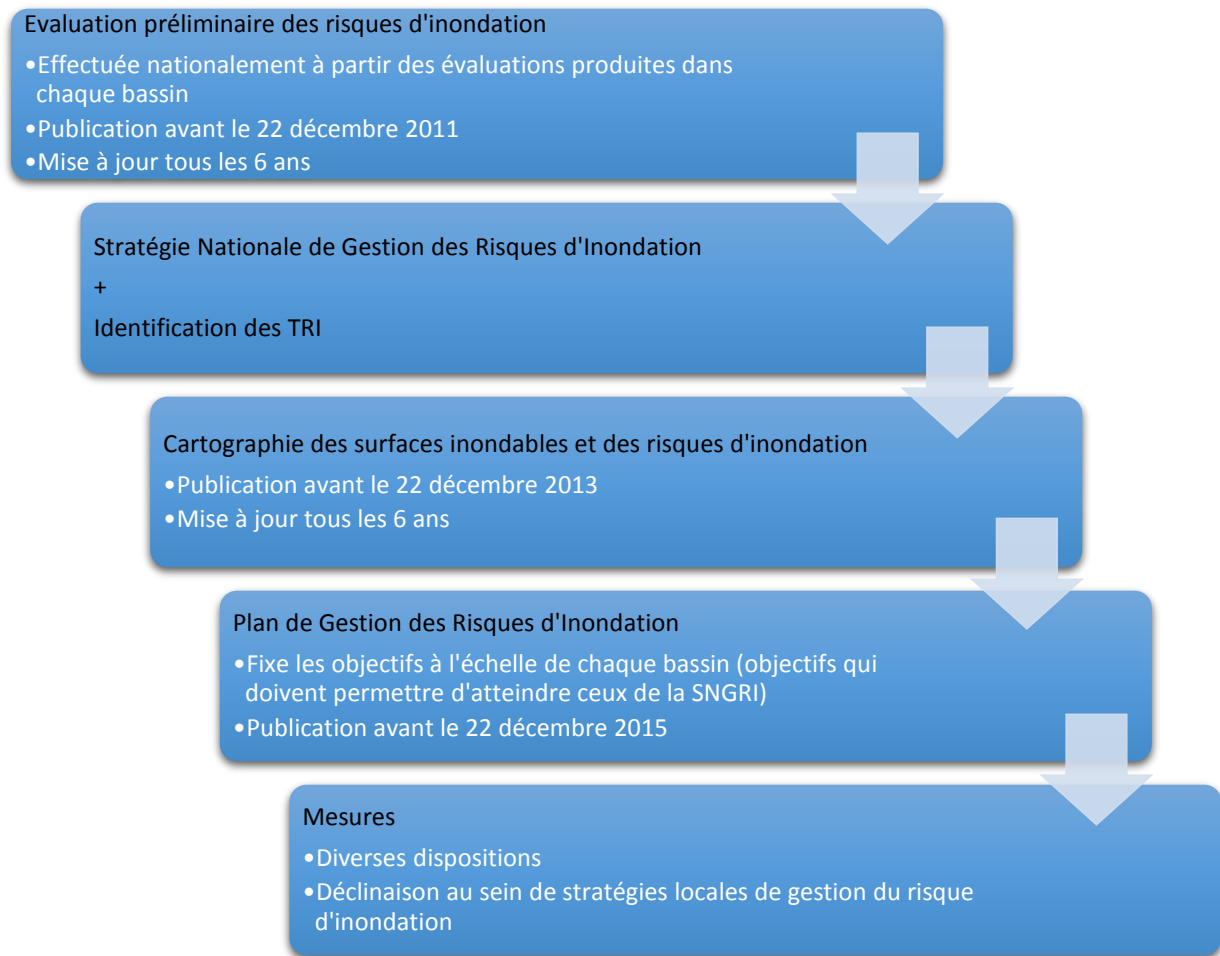 Evaluation préliminaire des risques d'inondation
•Effectuée nationalement à partir des évaluations produites dans
chaque bassin
•Publication avant le 22 décembre 2011
•Mise à jour tous les 6 ans
Stratégie Nationale de Gestion des Risques d'Inondation
+
Identification des TRI
Cartographie des surfaces inondables et des risques d'inondation
•Publication avant le 22 décembre 2013
•Mise à jour tous les 6 ans
Plan de Gestion des Risques d'Inondation
•Fixe les objectifs à l'échelle de chaque bassin (objectifs qui
doivent permettre d'atteindre ceux de la SNGRI)
•Publication avant le 22 décembre 2015
Mesures
•Diverses dispositions
•Déclinaison au sein de stratégies locales de gestion du risque
d'inondation